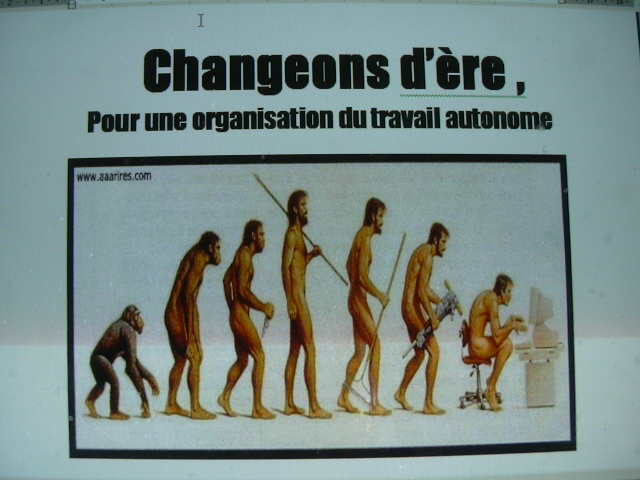 Changeons d'ère ,
Pour une organisation du travail autonome
www.aaarires.com